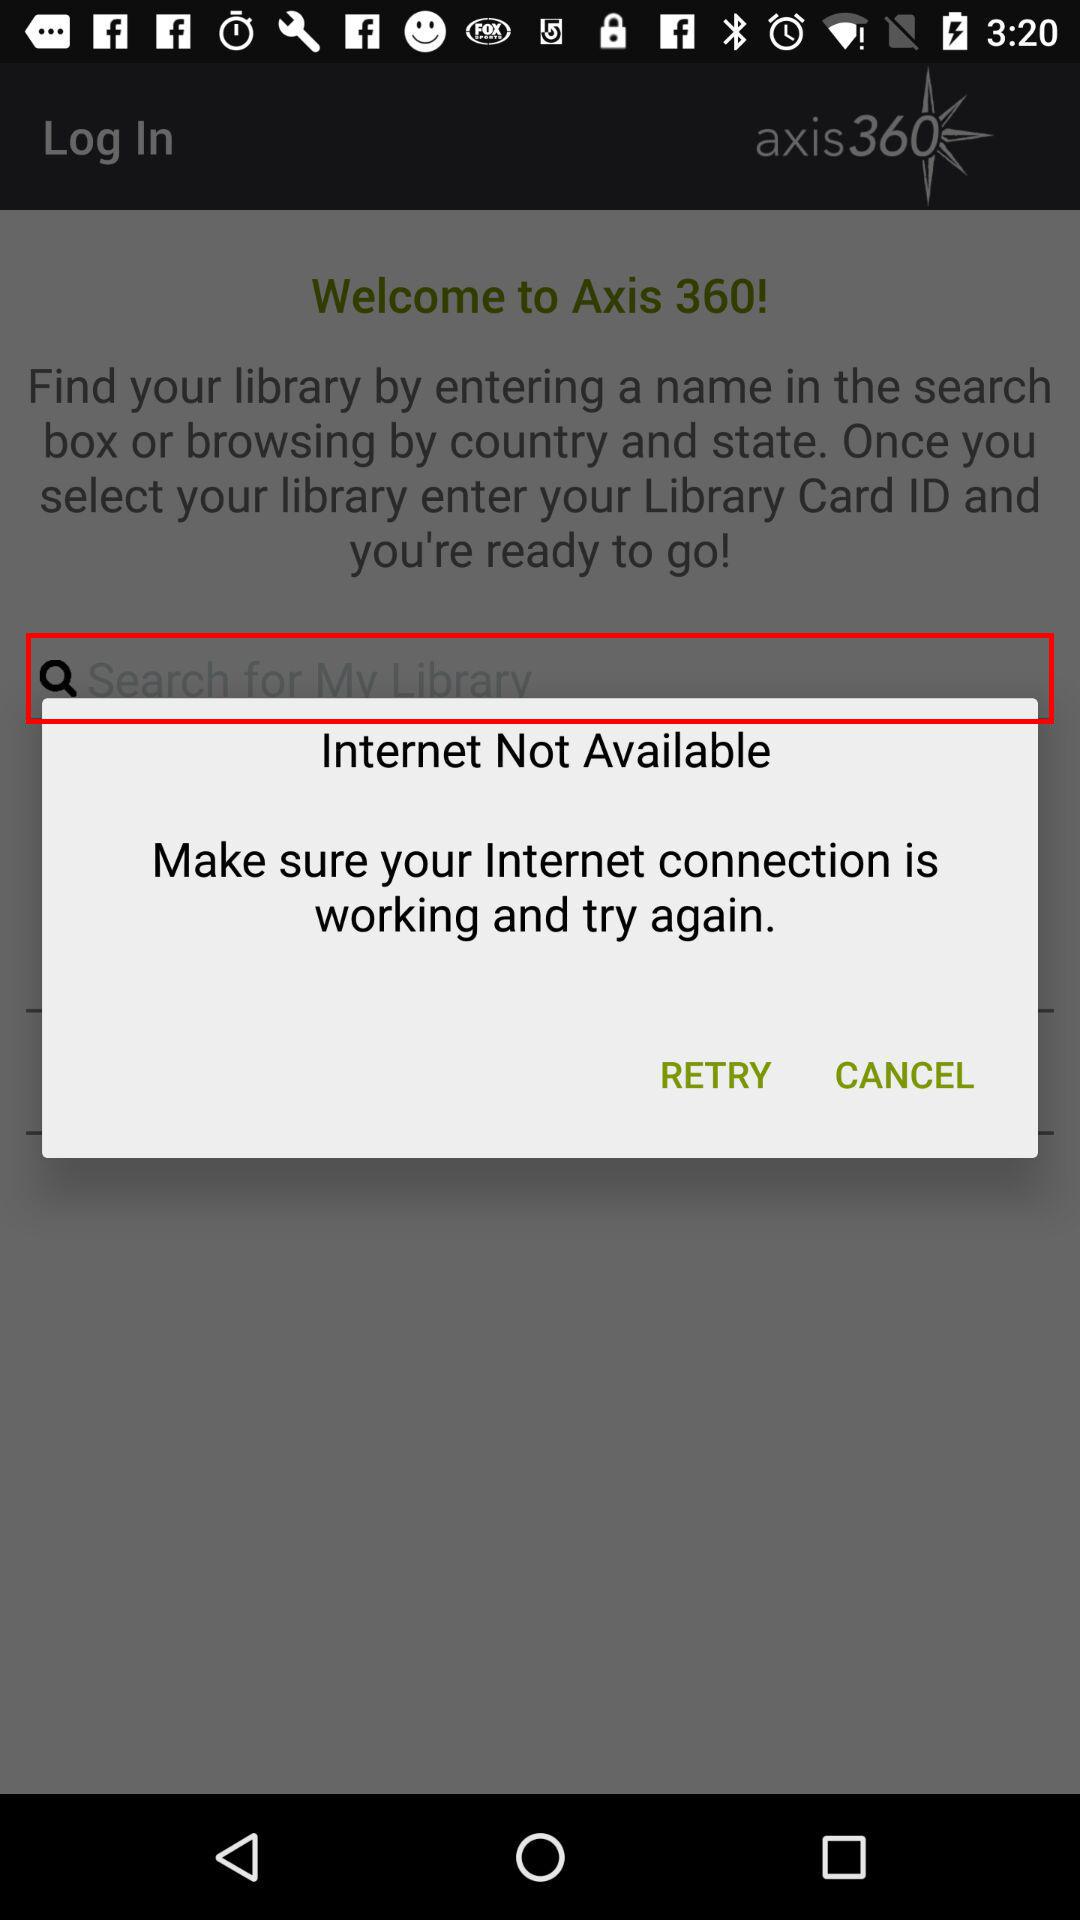 3:20
Log In
axis360
Welcome to Axis 360!
Find your library by entering a name in the search
box or browsing by country and state. Once you
select your library enter your Library Card ID and
you're ready to go!
Search for My Library
Internet Not Available
Make sure your Internet connection is
working and try again.
RETRY CANCEL